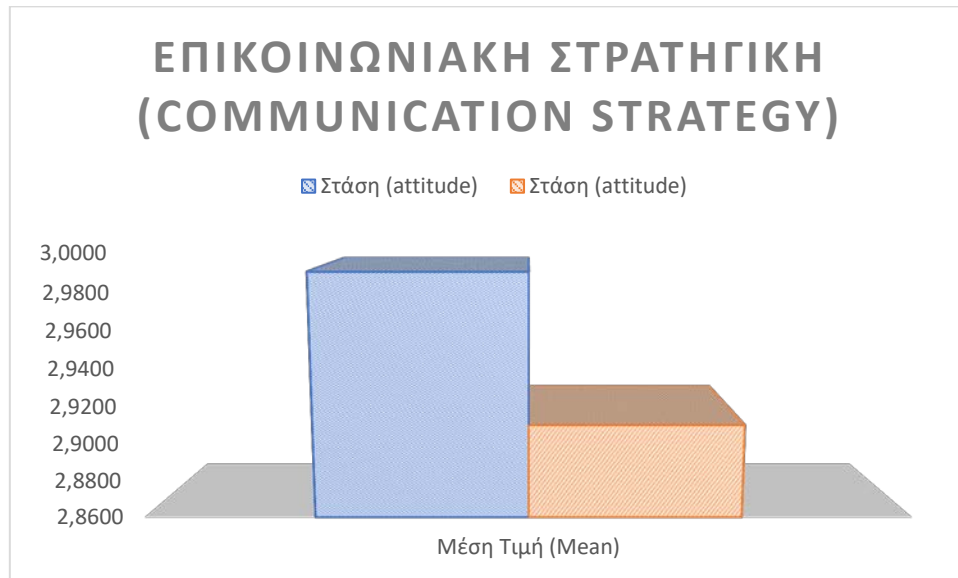 ΕΠΙΚΟΙΝΩΝΙΑΚΗ ΣΤΡΑΤΗΓΙΚΗ
(COMMUNICATION STRATEGY)
Στάση (attitude) Στάση (attitude)
3,0000
2,9800
2,9600
2,9400
2,9200
2,9000
2,8800
2,8600
Μέση Τιμή (Mean)